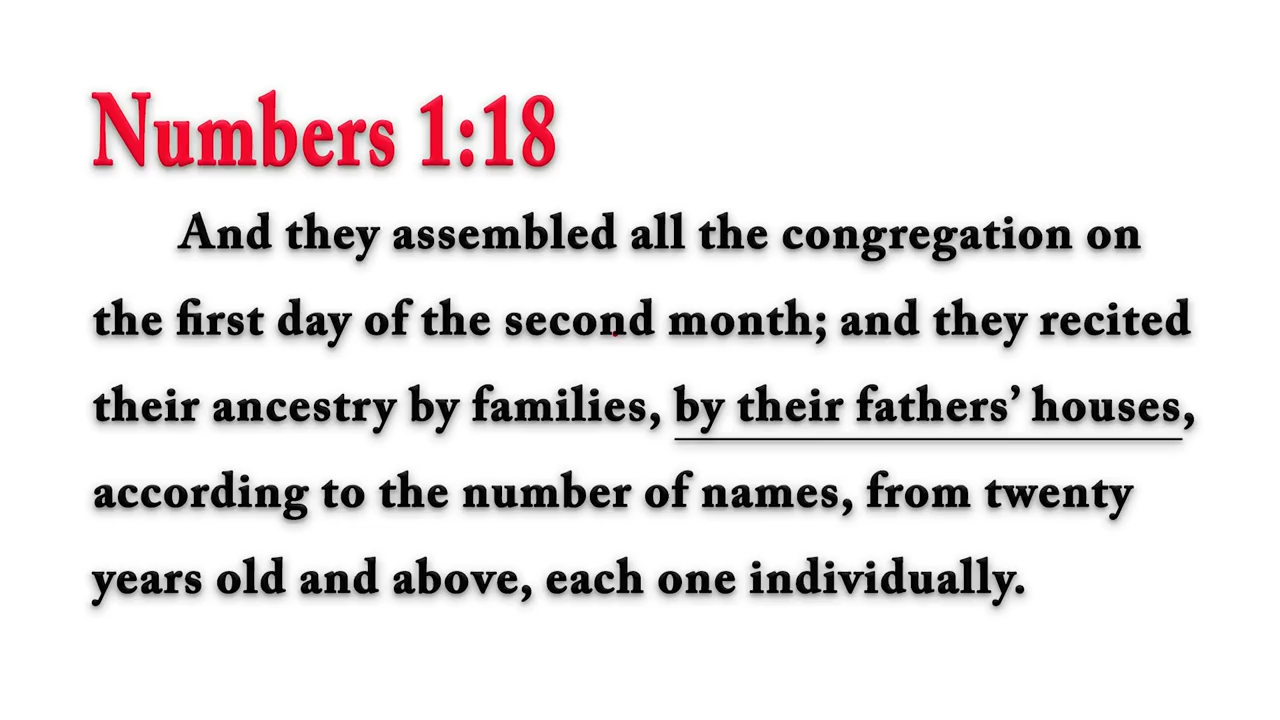 Numbers 1:18
And they assembled all the congregation on
the first day of the second month; and they recited
their ancestry by families, by their fathers’ houses,
according to the number of names, from twenty
years old and above, each one individually.